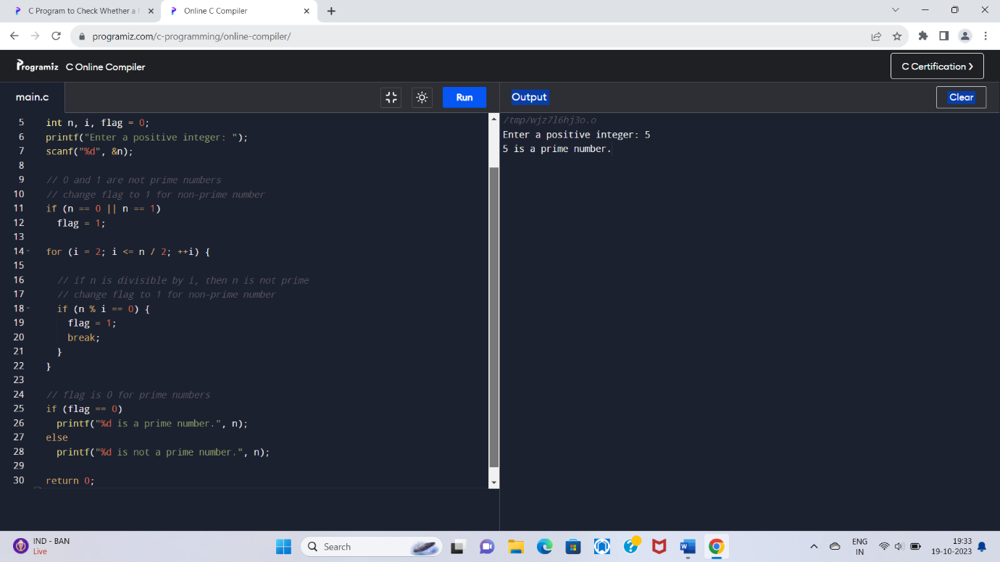 C Program to Check Whether a
Online C Compiler
programiz.com/c-programming/online-compiler/
Programiz C Online Compiler
C Certification >
main.c
Run
Output
Clear
5 int n, i, flag = 0;
6 printf("Enter a positive integer: ");
7 scanf("%d", &n);
8
9 // 0 and 1 are not prime numbers
10 // change flag to 1 for non-prime number
11 if (n == 0 || n == 1)
12 flag = 1;
13
14 for (i = 2; i <= n / 2; ++i) {
15
16 // if n is divisible by i, then n is not prime
17 // change flag to 1 for non-prime number
18 if (n % i == 0) {
19 flag = 1;
20 break;
21 }
22 }
23
24 // flag is 0 for prime numbers
25 if (flag == 0)
26 printf("%d is a prime number.", n);
27 else
28 printf("%d is not a prime number.", n);
29
30 return 0;
/tmp/wjz7l6hj3o.o
Enter a positive integer: 5
5 is a prime number.
IND - BAN
Live
Search
ENG
IN
19:33
19-10-2023